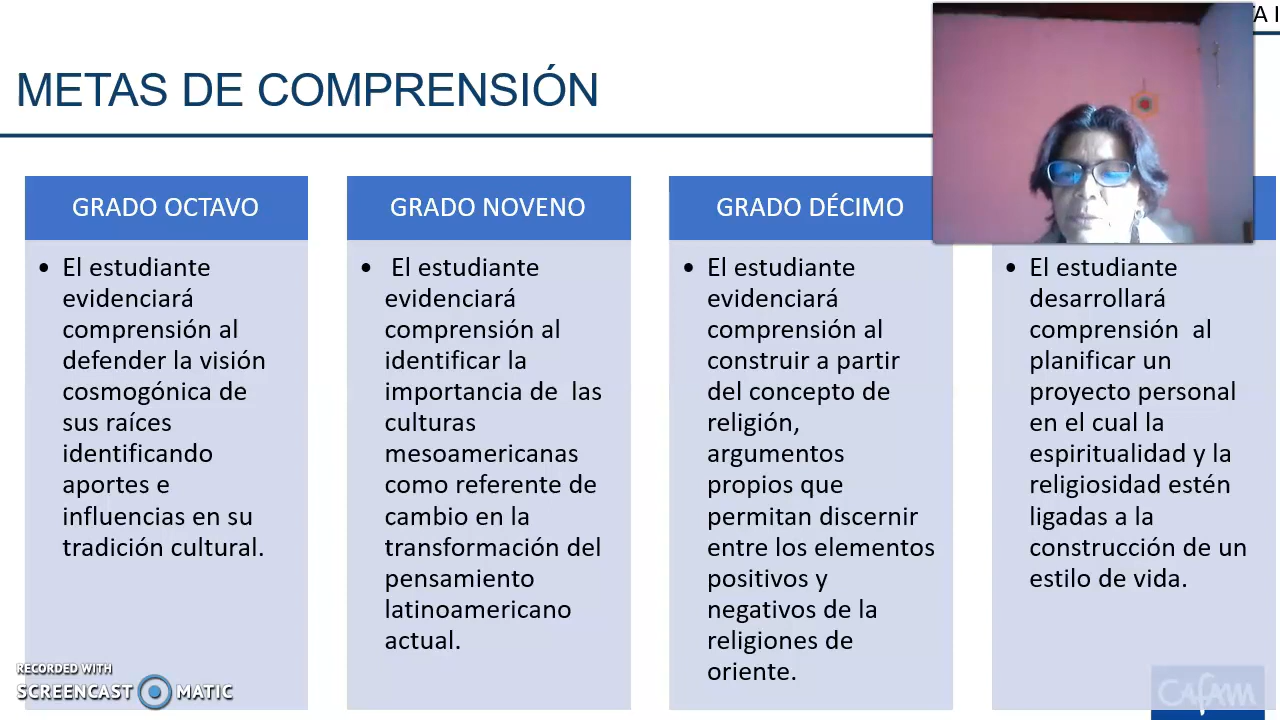 TA I
METAS DE COMPRENSIÓN
GRADO OCTAVO
• El estudiante
evidenciará
comprensión al
defender la visión
cosmogónica de
sus raíces
identificando
aportes e
influencias en su
tradición cultural.
GRADO NOVENO
• El estudiante
evidenciará
comprensión al
identificar la
importancia de las
culturas
mesoamericanas
como referente de
cambio en la
transformación del
pensamiento
latinoamericano
actual.
GRADO DÉCIMO
• El estudiante
evidenciará
comprensión al
construir a partir
del concepto de
religión,
argumentos
propios que
permitan discernir
entre los elementos
positivos y
negativos de la
religiones de
oriente.
• El estudiante
desarrollará
comprensión al
planificar un
proyecto personal
en el cual la
espiritualidad y la
religiosidad estén
ligadas a la
construcción de un
estilo de vida.
RECORDED WITH
SCREENCAST MATIC
Cafam